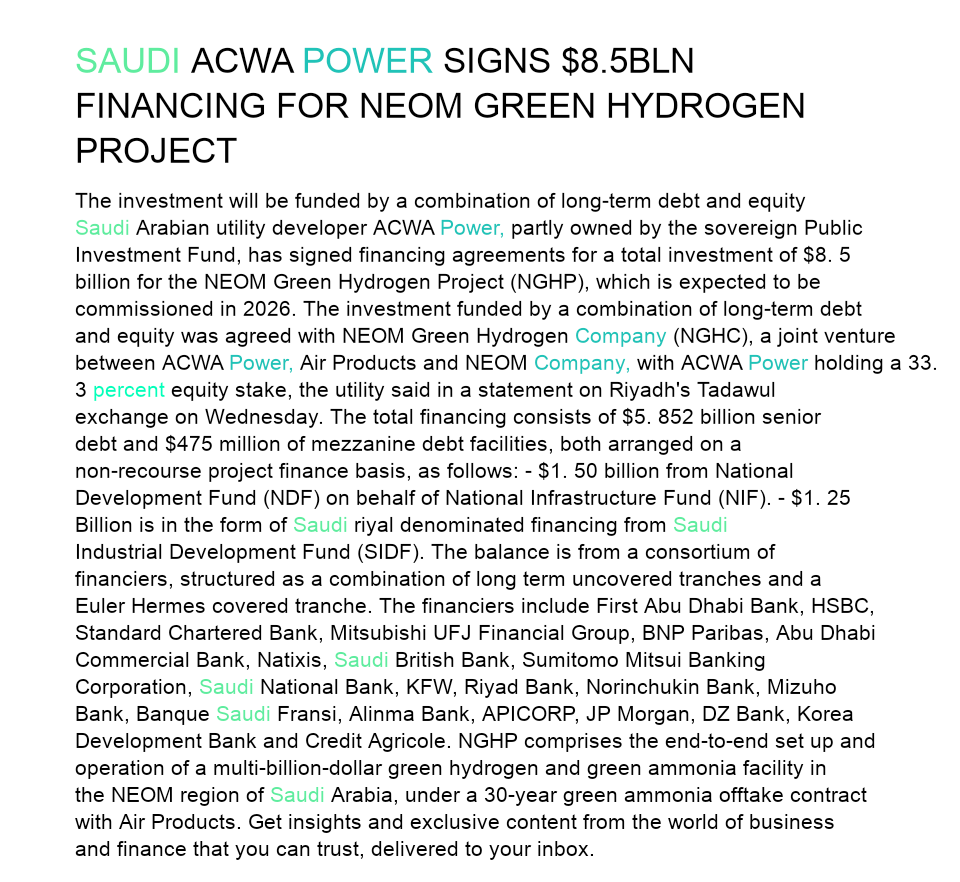 SAUDI ACWA POWER SIGNS $8.5BLN
FINANCING FOR NEOM GREEN HYDROGEN
PROJECT
The investment will be funded by a combination of long-term debt and equity
Saudi Arabian utility developer ACWA Power, partly owned by the sovereign Public
Investment Fund, has signed financing agreements for a total investment of $8. 5
billion for the NEOM Green Hydrogen Project (NGHP), which is expected to be
commissioned in 2026. The investment funded by a combination of long-term debt
and equity was agreed with NEOM Green Hydrogen Company (NGHC), a joint venture
between ACWA Power, Air Products and NEOM Company, with ACWA Power holding a 33.
3 percent equity stake, the utility said in a statement on Riyadh's Tadawul
exchange on Wednesday. The total financing consists of $5. 852 billion senior
debt and $475 million of mezzanine debt facilities, both arranged on a
non-recourse project finance basis, as follows: - $1. 50 billion from National
Development Fund (NDF) on behalf of National Infrastructure Fund (NIF). - $1. 25
Billion is in the form of Saudi riyal denominated financing from Saudi
Industrial Development Fund (SIDF). The balance is from a consortium of
financiers, structured as a combination of long term uncovered tranches and a
Euler Hermes covered tranche. The financiers include First Abu Dhabi Bank, HSBC,
Standard Chartered Bank, Mitsubishi UFJ Financial Group, BNP Paribas, Abu Dhabi
Commercial Bank, Natixis, Saudi British Bank, Sumitomo Mitsui Banking
Corporation, Saudi National Bank, KFW, Riyad Bank, Norinchukin Bank, Mizuho
Bank, Banque Saudi Fransi, Alinma Bank, APICORP, JP Morgan, DZ Bank, Korea
Development Bank and Credit Agricole. NGHP comprises the end-to-end set up and
operation of a multi-billion-dollar green hydrogen and green ammonia facility in
the NEOM region of Saudi Arabia, under a 30-year green ammonia offtake contract
with Air Products. Get insights and exclusive content from the world of business
and finance that you can trust, delivered to your inbox.